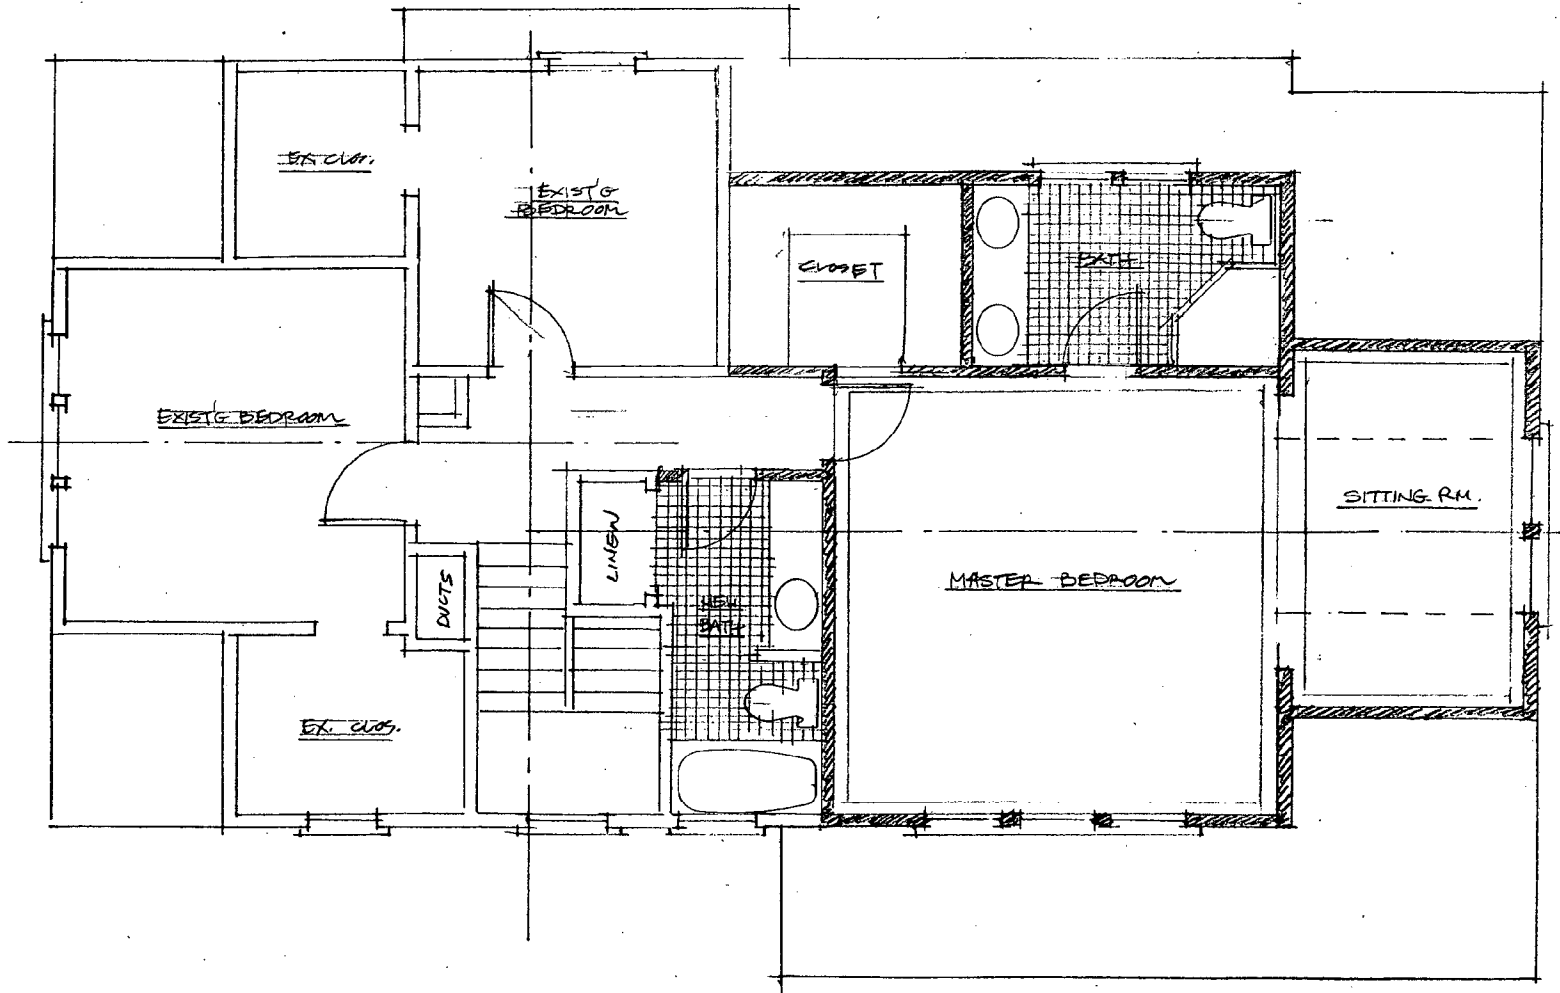 EX. CLOS.
EXIST'G
BEDROOM
CLOSET
BATH
EXIST'G BEDROOM
SITTING RM.
LINEN
MASTER BEDROOM
DUCTS
NEW
BATH
EX. CLOS.